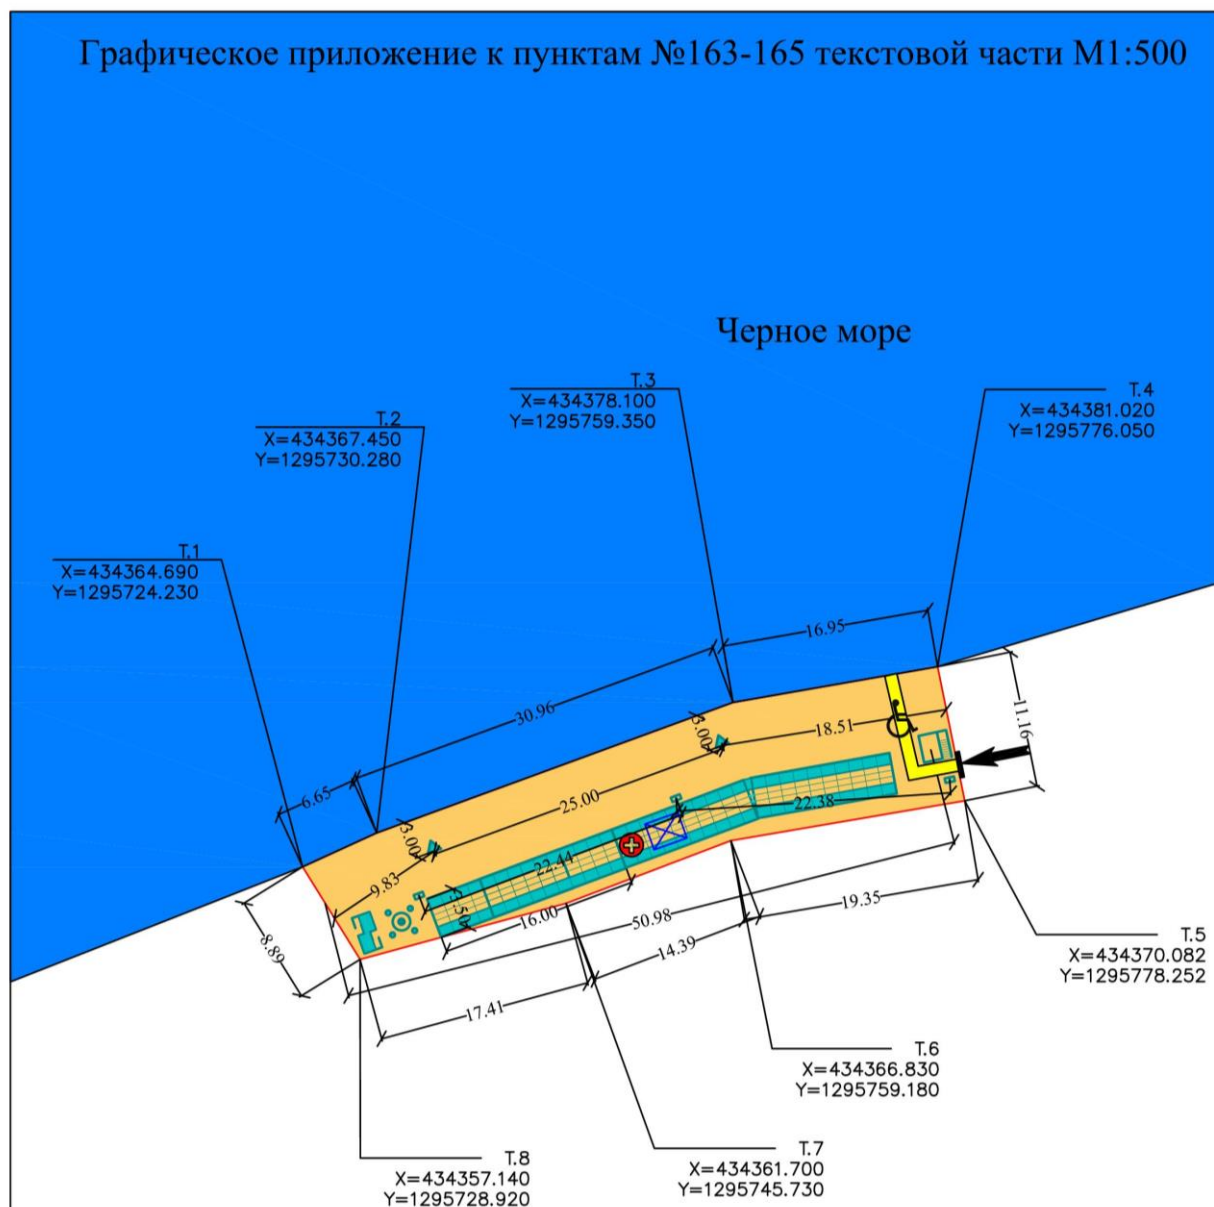 Графическое приложение к пунктам №163-165 текстовой части М1:500
Черное море
Т.3
X=434378.100
Y=1295759.350
Т.4
X=434381.020
Y=1295776.050
Т.2
X=434367.450
Y=1295730.280
Т.1
X=434364.690
Y=1295724.230
16.95
30.96
11.16
3.00
18.51
6.65
25.00
22.38
3.00
9.83
22.44
3.50
16.00
50.98
19.35
8.89
14.39
17.41
Т.5
X=434370.082
Y=1295778.252
Т.6
X=434366.830
Y=1295759.180
Т.7
X=434361.700
Y=1295745.730
Т.8
X=434357.140
Y=1295728.920